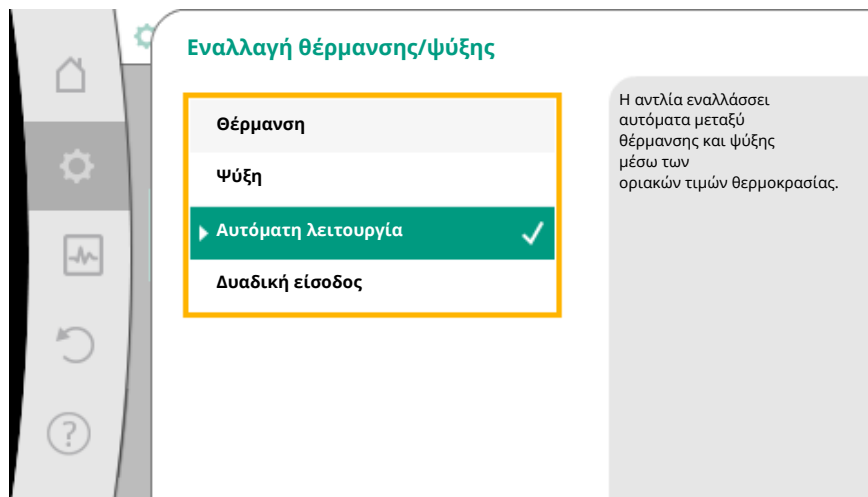 Εναλλαγή θέρμανσης/ψύξης
Θέρμανση
Ψύξη
Αυτόματη λειτουργία
Δυαδική είσοδος
Η αντλία εναλλάσσει
αυτόματα μεταξύ
θέρμανσης και ψύξης
μέσω των
οριακών τιμών θερμοκρασίας.
?